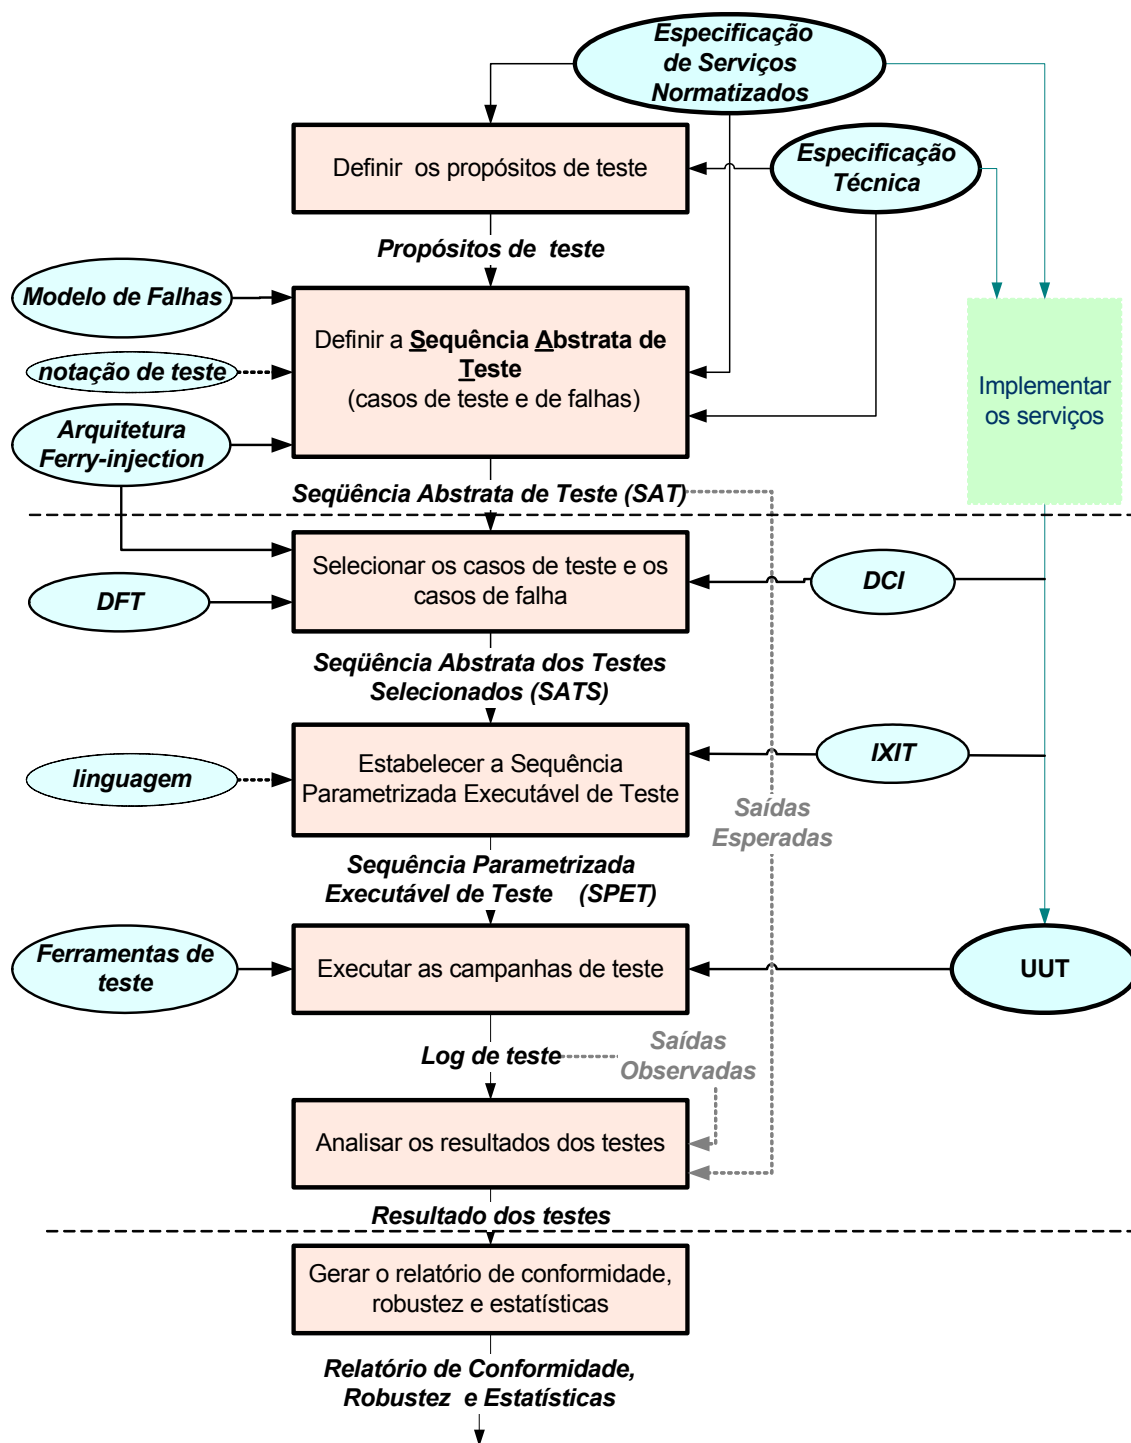 Especificação
de Serviços
Normatizados
Definir os propósitos de teste
Especificação
Técnica
Propósitos de teste
Modelo de Falhas
notação de teste
Arquitetura
Ferry-injection
Definir a Sequência Abstrata de
Teste
(casos de teste e de falhas)
Implementar
os serviços
Seqüência Abstrata de Teste (SAT)
Selecionar os casos de teste e os
casos de falha
DFT
DCI
Seqüência Abstrata dos Testes
Selecionados (SATS)
linguagem
Estabelecer a Sequência
Parametrizada Executável de Teste
IXIT
Saídas
Esperadas
Sequência Parametrizada
Executável de Teste (SPET)
Ferramentas de
teste
Executar as campanhas de teste
UUT
Log de teste
Saídas
Observadas
Analisar os resultados dos testes
Resultado dos testes
Gerar o relatório de conformidade,
robustez e estatísticas
Relatório de Conformidade,
Robustez e Estatísticas